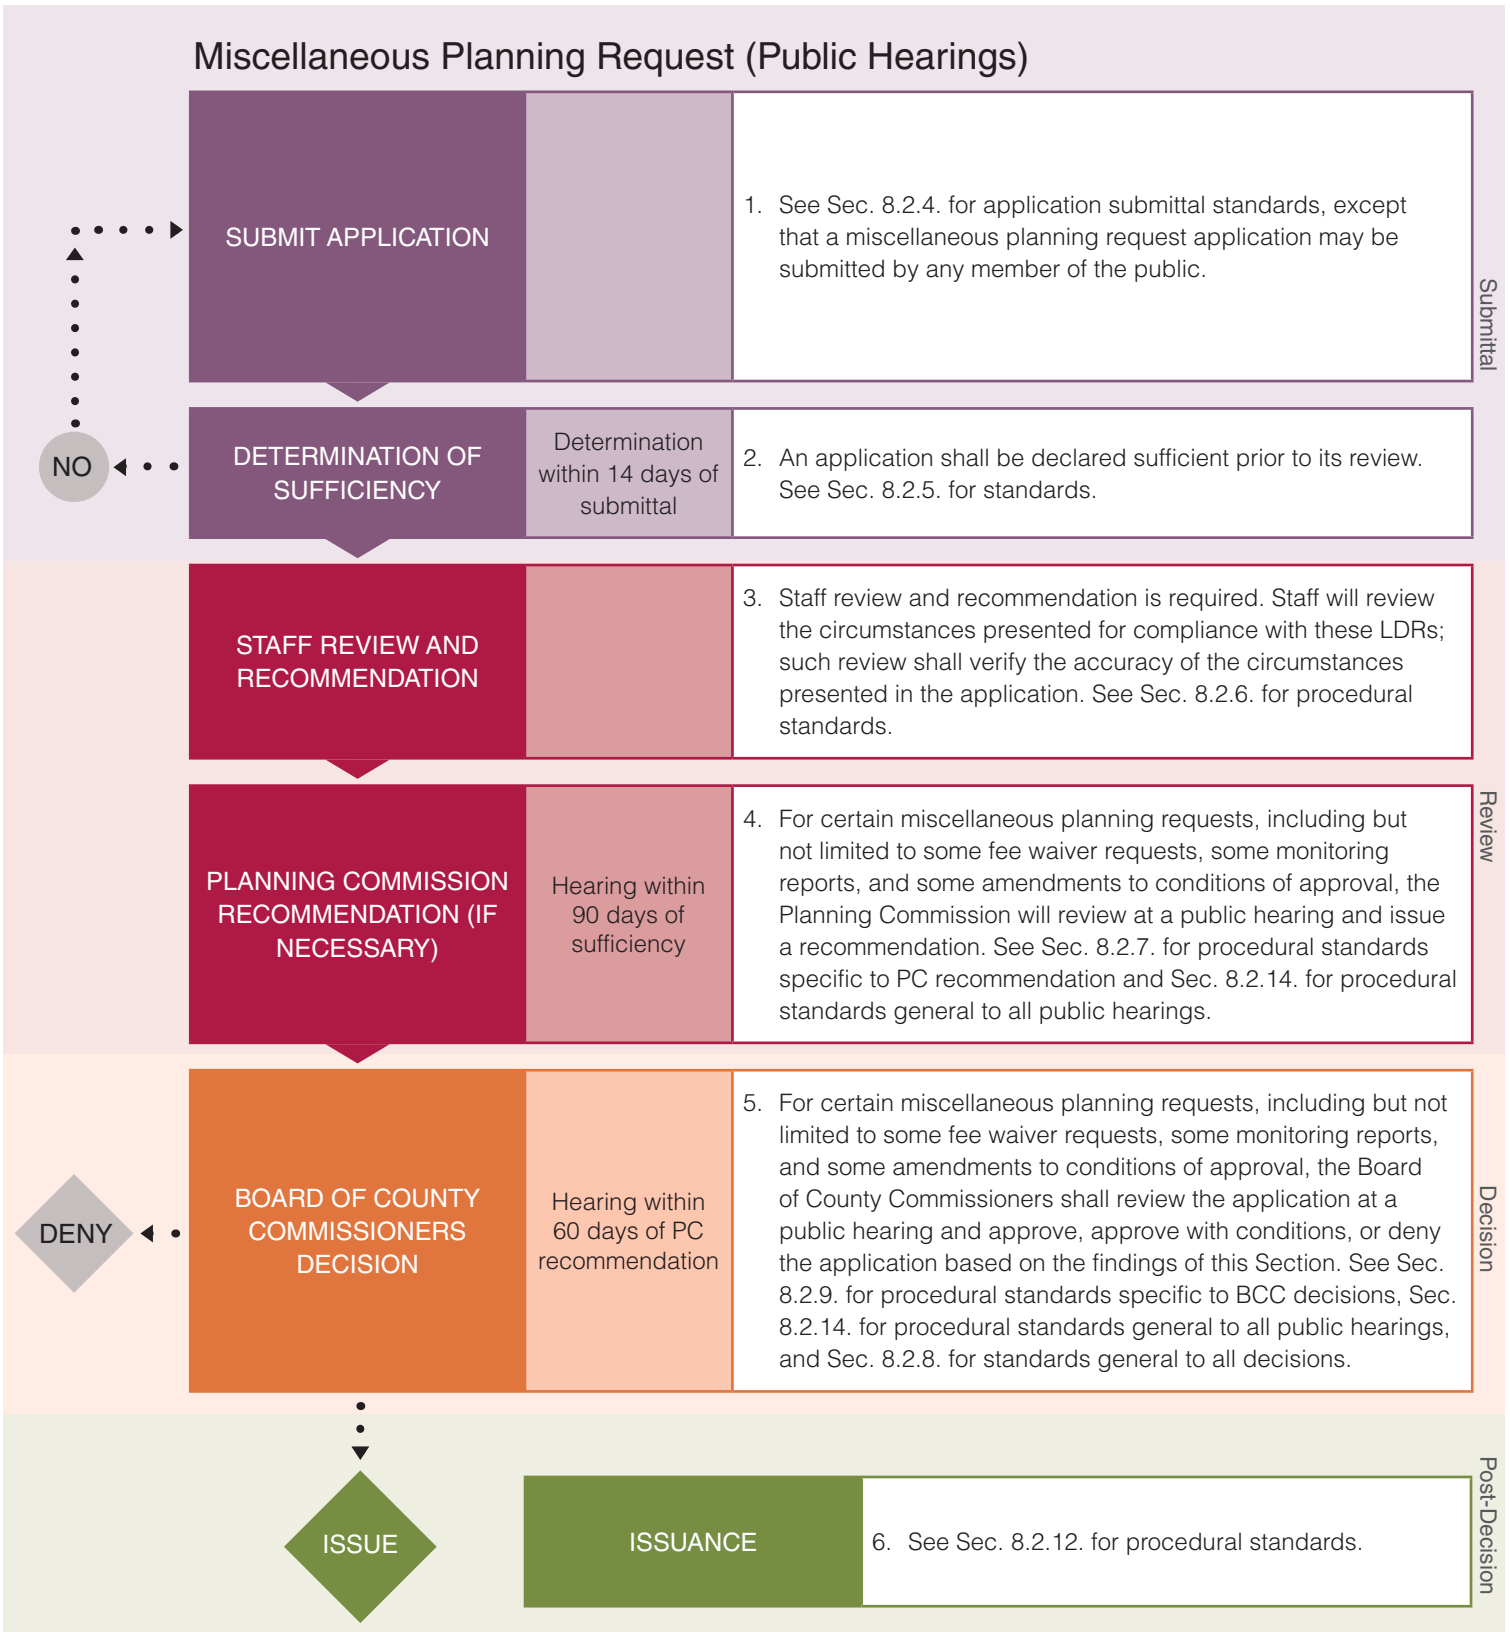 Miscellaneous Planning Request (Public Hearings)
SUBMIT APPLICATION
1. See Sec. 8.2.4. for application submittal standards, except
that a miscellaneous planning request application may be
submitted by any member of the public.
Submittal
NO
DETERMINATION OF
SUFFICIENCY
Determination
within 14 days of
submittal
2. An application shall be declared sufficient prior to its review.
See Sec. 8.2.5. for standards.
STAFF REVIEW AND
RECOMMENDATION
3. Staff review and recommendation is required. Staff will review
the circumstances presented for compliance with these LDRs;
such review shall verify the accuracy of the circumstances
presented in the application. See Sec. 8.2.6. for procedural
standards.
Review
PLANNING COMMISSION
RECOMMENDATION (IF
NECESSARY)
Hearing within
90 days of
sufficiency
4. For certain miscellaneous planning requests, including but
not limited to some fee waiver requests, some monitoring
reports, and some amendments to conditions of approval, the
Planning Commission will review at a public hearing and issue
a recommendation. See Sec. 8.2.7. for procedural standards
specific to PC recommendation and Sec. 8.2.14. for procedural
standards general to all public hearings.
DENY
BOARD OF COUNTY
COMMISSIONERS
DECISION
Hearing within
60 days of PC
recommendation
5. For certain miscellaneous planning requests, including but not
limited to some fee waiver requests, some monitoring reports,
and some amendments to conditions of approval, the Board
of County Commissioners shall review the application at a
public hearing and approve, approve with conditions, or deny
the application based on the findings of this Section. See Sec.
8.2.9. for procedural standards specific to BCC decisions, Sec.
8.2.14. for procedural standards general to all public hearings,
and Sec. 8.2.8. for standards general to all decisions.
Decision
ISSUE
ISSUANCE
6. See Sec. 8.2.12. for procedural standards.
Post-Decision